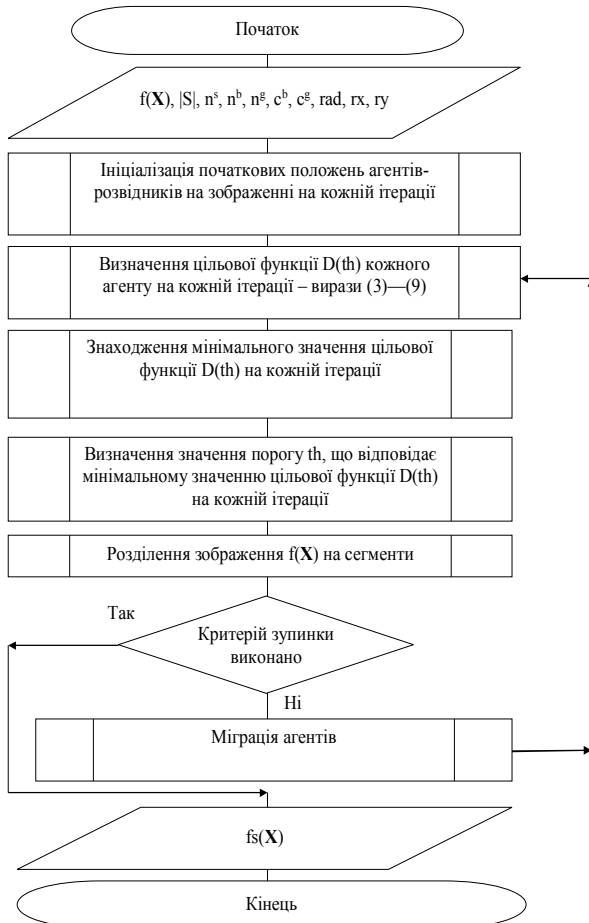 Початок
f(X), |S|, nˢ, nᵇ, nᵍ, cᵇ, cᵍ, rad, rx, ry
Ініціалізація початкових положень агентів-
розвідників на зображенні на кожній ітерації
Визначення цільової функції D(th) кожного
агенту на кожній ітерації – вирази (3)—(9)
Знаходження мінімального значення цільової
функції D(th) на кожній ітерації
Визначення значення порогу th, що відповідає
мінімальному значенню цільової функції D(th)
на кожній ітерації
Розділення зображення f(X) на сегменти
Так
Критерій зупинки
виконано
Ні
Міграція агентів
fs(X)
Кінець